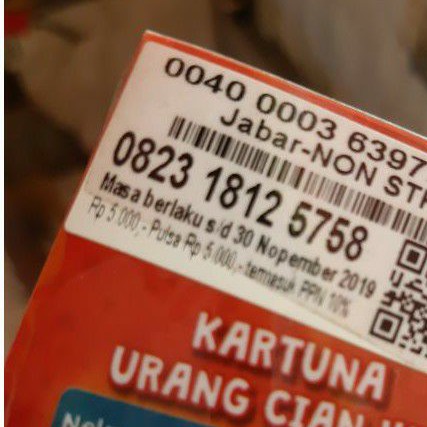 0040 0003 6397
Jabar-NON STR
0823 1812 5758
Masa berlaku s/d 30 Nopember 2019
Rp 5.000,- Pulsa Rp 5.000,- termasuk PPN 10%
KARTUNA
URANG CIAN